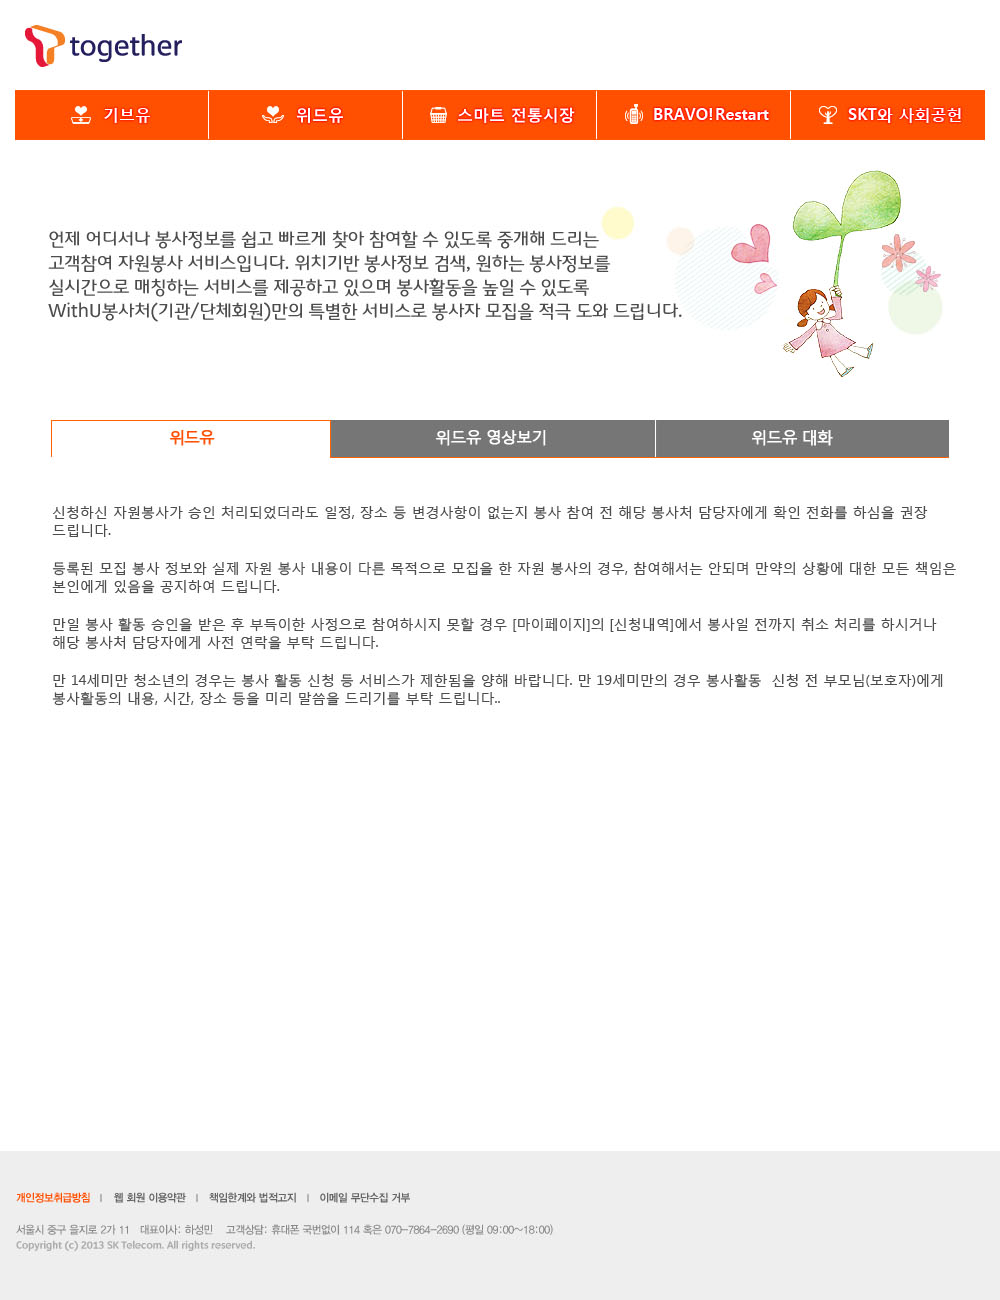 together
기브유
위드유
스마트 전통시장
BRAVO! Restart
SKT와 사회공헌
언제 어디서나 봉사정보를 쉽고 빠르게 찾아 참여할 수 있도록 중개해 드리는
고객참여 자원봉사 서비스입니다. 위치기반 봉사정보 검색, 원하는 봉사정보를
실시간으로 매칭하는 서비스를 제공하고 있으며 봉사활동을 높일 수 있도록
WithU봉사처(기관/단체회원)만의 특별한 서비스로 봉사자 모집을 적극 도와 드립니다.
위드유
위드유 영상보기
위드유 대화
신청하신 자원봉사가 승인 처리되었더라도 일정, 장소 등 변경사항이 없는지 봉사 참여 전 해당 봉사처 담당자에게 확인 전화를 하심을 권장
드립니다.
등록된 모집 봉사 정보와 실제 자원 봉사 내용이 다른 목적으로 모집을 한 자원 봉사의 경우, 참여해서는 안되며 만약의 상황에 대한 모든 책임은
본인에게 있음을 공지하여 드립니다.
만일 봉사 활동 승인을 받은 후 부득이한 사정으로 참여하시지 못할 경우 [마이페이지]의 [신청내역]에서 봉사일 전까지 취소 처리를 하시거나
해당 봉사처 담당자에게 사전 연락을 부탁 드립니다.
만 14세미만 청소년의 경우는 봉사 활동 신청 등 서비스가 제한됨을 양해 바랍니다. 만 19세미만의 경우 봉사활동  신청 전 부모님(보호자)에게
봉사활동의 내용, 시간, 장소 등을 미리 말씀을 드리기를 부탁 드립니다..
개인정보취급방침 | 웹 회원 이용약관 | 책임한계와 법적고지 | 이메일 무단수집 거부
서울시 중구 을지로 2가 11 대표이사: 하성민 고객상담: 휴대폰 국번없이 114 혹은 070-7864-2690 (평일 09:00~18:00)
Copyright (c) 2013 SK Telecom. All rights reserved.